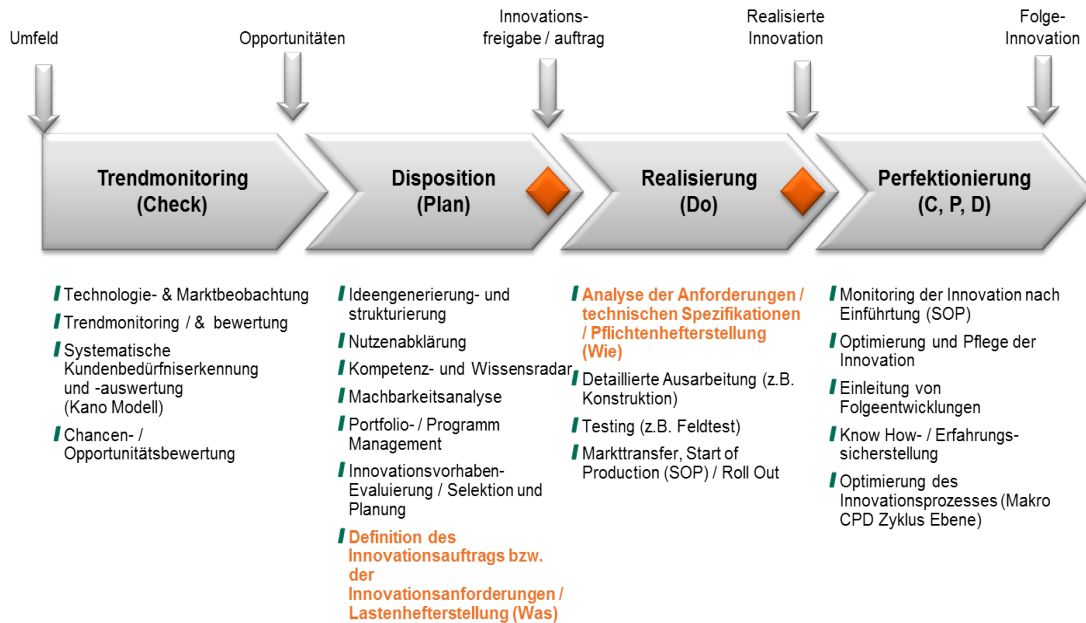 Umfeld
Opportunitäten
Innovations-
freigabe / auftrag
Realisierte
Innovation
Folge-
Innovation
Trendmonitoring
(Check)
Disposition
(Plan)
Realisierung
(Do)
Perfektionierung
(C, P, D)
Technologie- & Marktbeobachtung
Trendmonitoring / & bewertung
Systematische
Kundenbedürfniserkennung
und -auswertung
(Kano Modell)
Chancen- /
Opportunitätsbewertung
Ideengenerierung- und
strukturierung
Nutzenabklärung
Kompetenz- und Wissensradar
Machbarkeitsanalyse
Portfolio- / Programm
Management
Innovationsvorhaben-
Evaluierung / Selektion und
Planung
Definition des
Innovationsauftrags bzw.
der
Innovationsanforderungen /
Lastenhefterstellung (Was)
Analyse der Anforderungen /
technischen Spezifikationen
/ Pflichtenhefterstellung
(Wie)
Detaillierte Ausarbeitung (z.B.
Konstruktion)
Testing (z.B. Feldtest)
Markttransfer, Start of
Production (SOP) / Roll Out
Monitoring der Innovation nach
Einführung (SOP)
Optimierung und Pflege der
Innovation
Einleitung von
Folgeentwicklungen
Know How- / Erfahrungs-
sicherstellung
Optimierung des
Innovationsprozesses (Makro
CPD Zyklus Ebene)